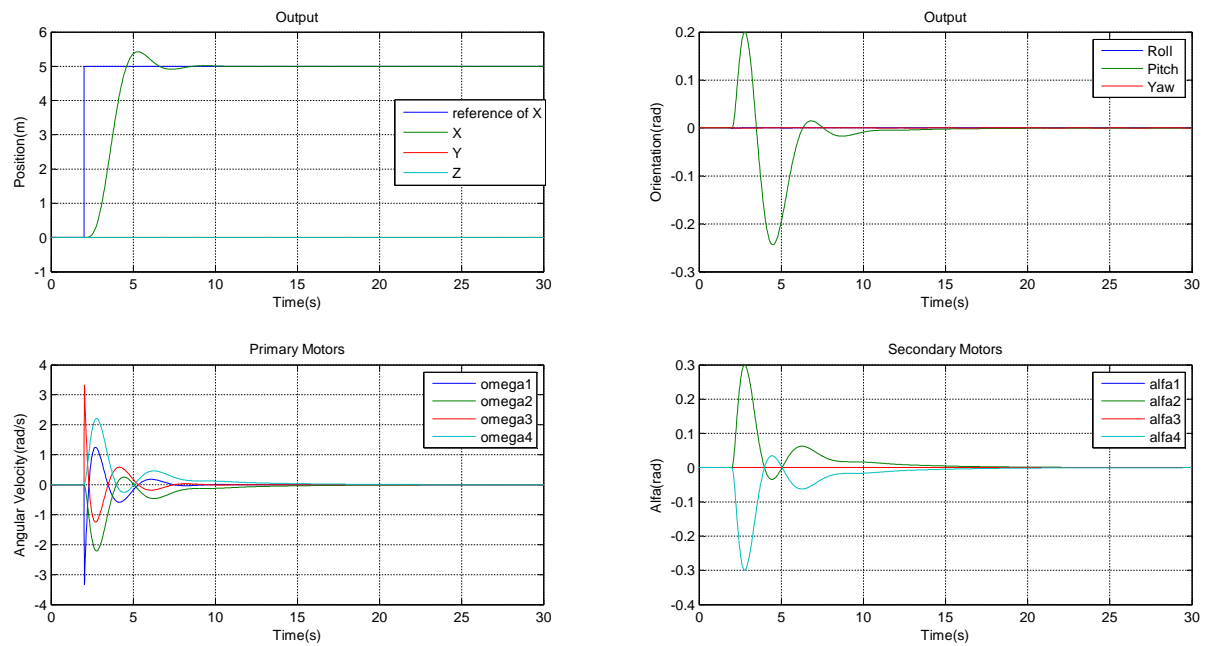 Output
6
5
4
3
2
1
0
-1
Position(m)
0
5
10
15
20
25
30
Time(s)
reference of X
X
Y
Z
Output
0.2
0.1
0
-0.1
-0.2
-0.3
Orientation(rad)
0
5
10
15
20
25
30
Time(s)
Roll
Pitch
Yaw
Primary Motors
4
3
2
1
0
-1
-2
-3
-4
Angular Velocity(rad/s)
0
5
10
15
20
25
30
Time(s)
omega1
omega2
omega3
omega4
Secondary Motors
0.3
0.2
0.1
0
-0.1
-0.2
-0.3
-0.4
Alfa(rad)
0
5
10
15
20
25
30
Time(s)
alfa1
alfa2
alfa3
alfa4